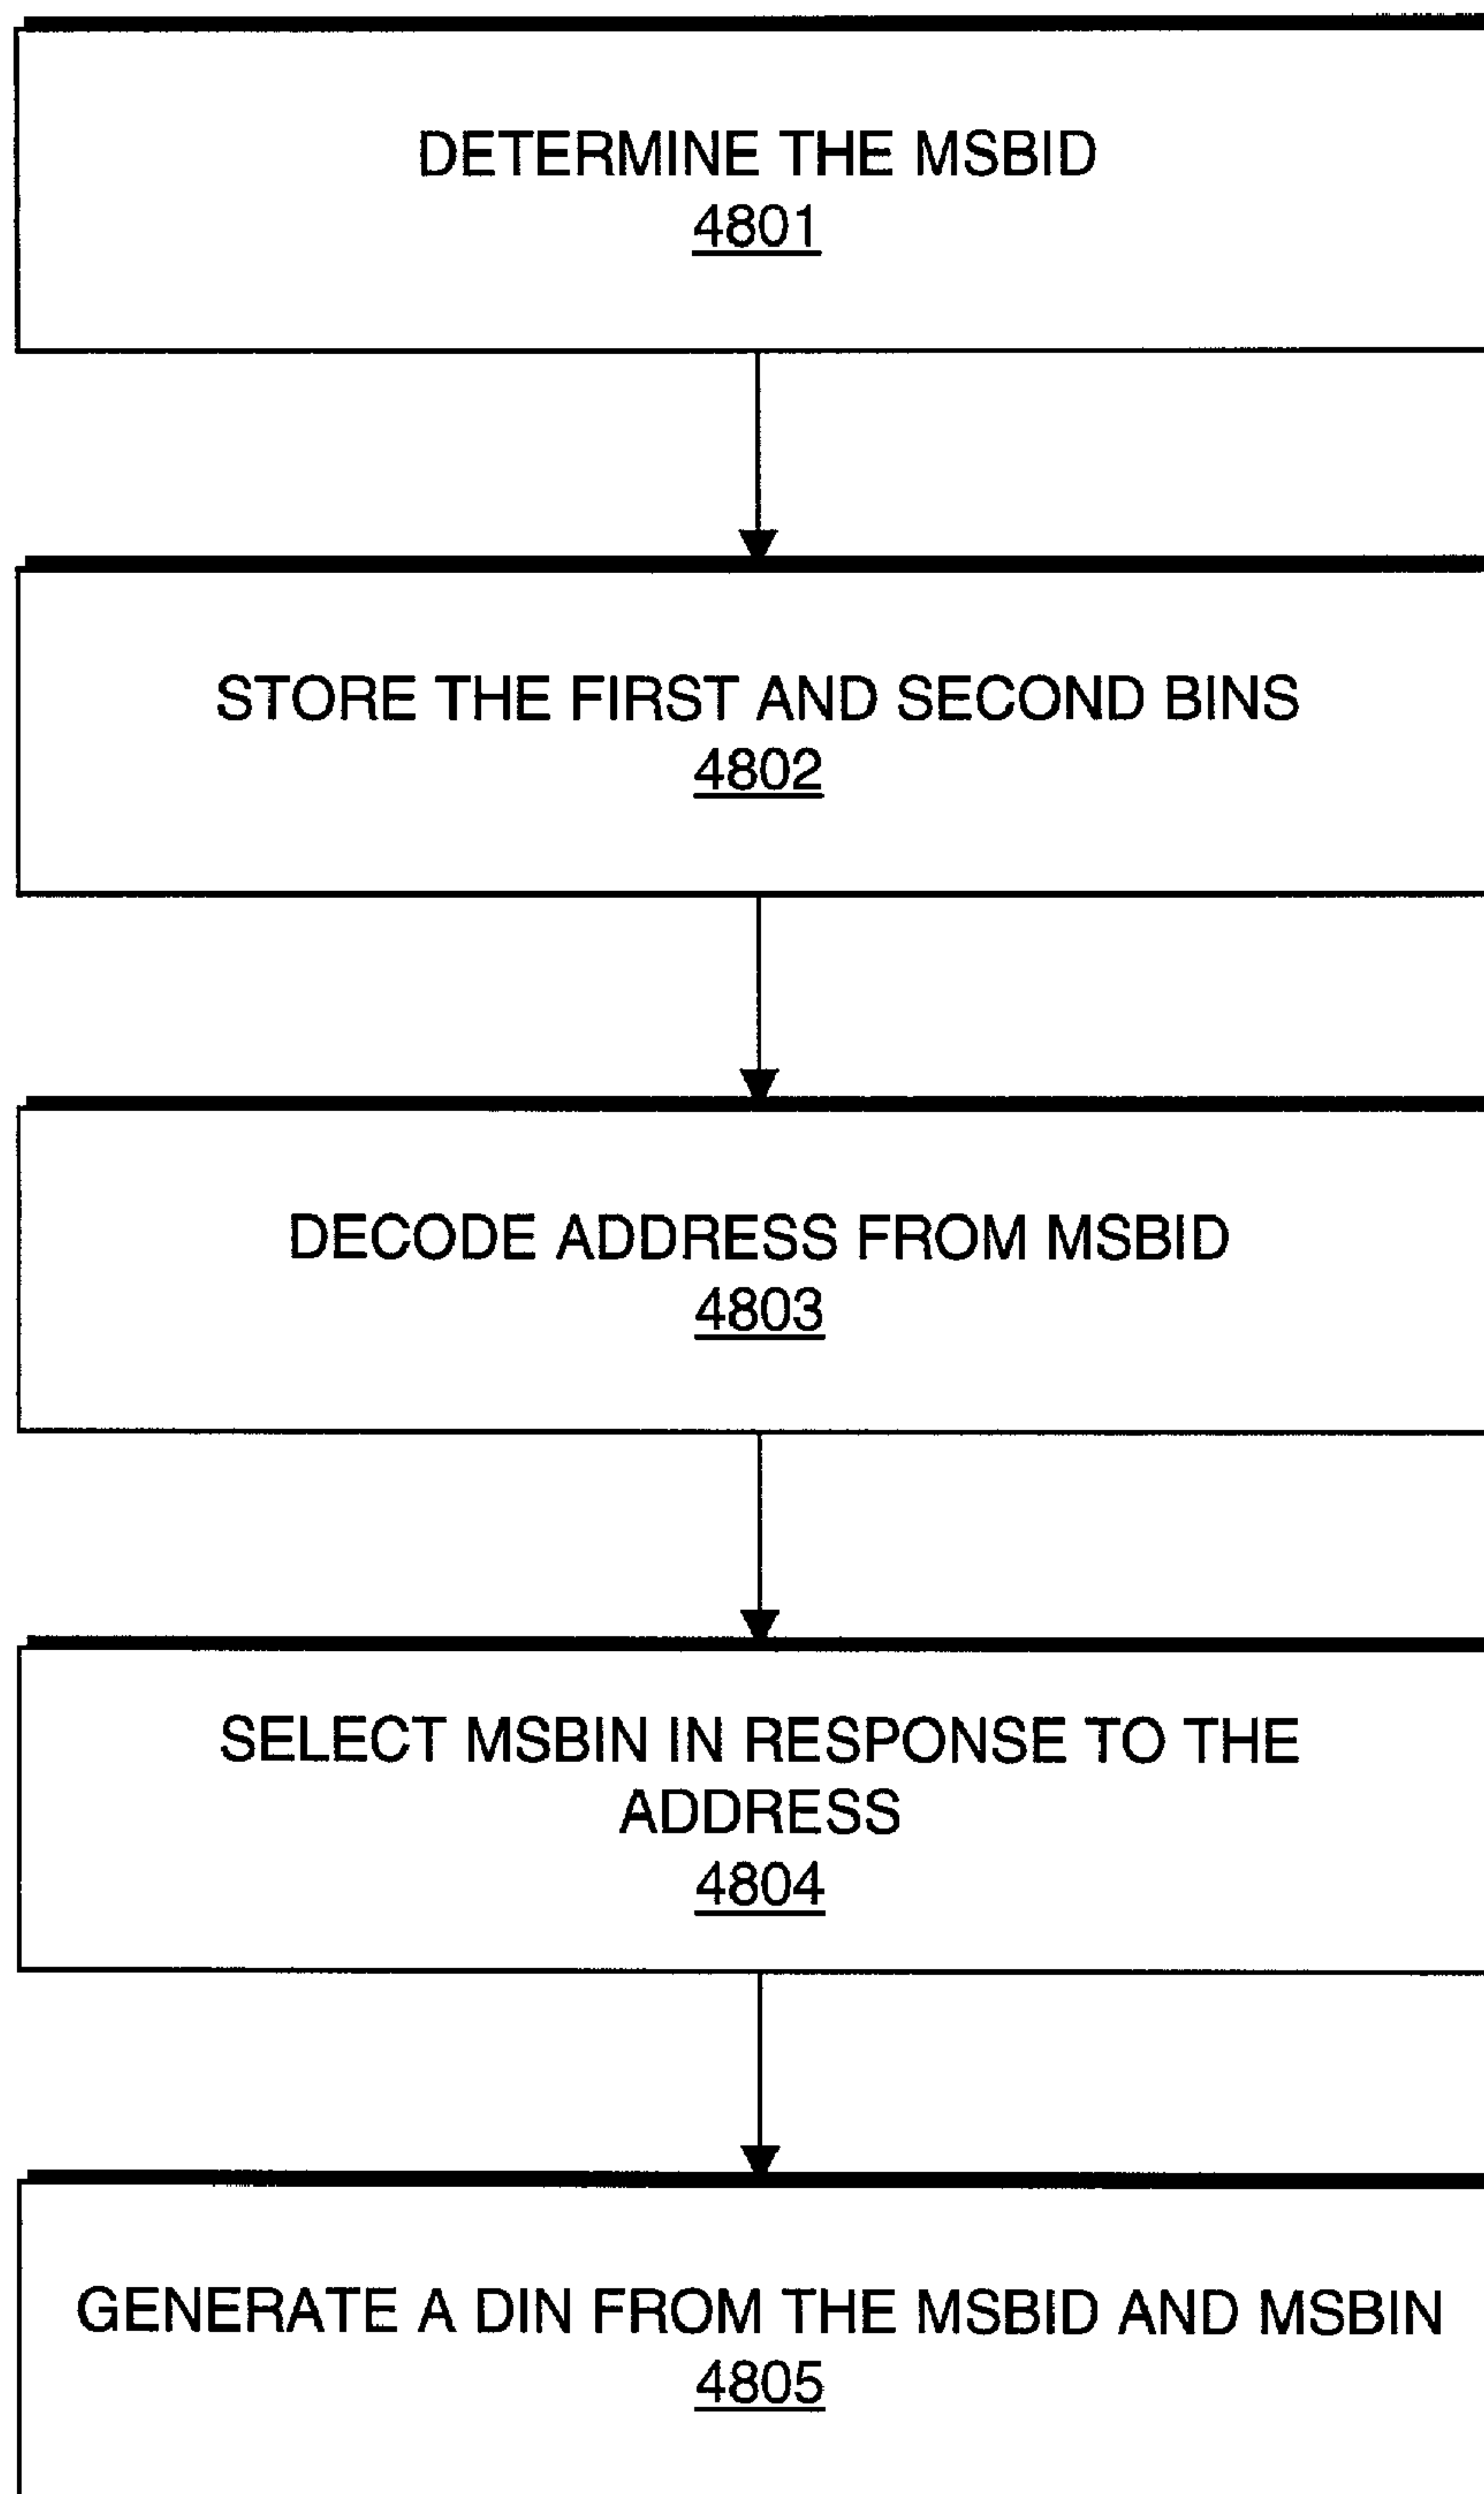 DETERMINE THE MSBID
4801
STORE THE FIRST AND SECOND BINS
4802
DECODE ADDRESS FROM MSBID
4803
SELECT MSBIN IN RESPONSE TO THE
ADDRESS
4804
GENERATE A DIN FROM THE MSBID AND MSBIN
4805